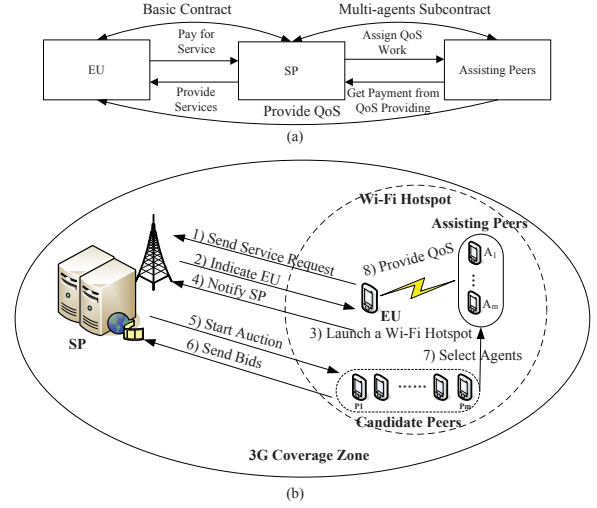 Basic Contract
Multi-agents Subcontract
Pay for
Service
Assign QoS
Work
EU
SP
Assisting Peers
Provide
Services
Get Payment from
QoS Providing
Provide QoS
(a)
Wi-Fi Hotspot
Assisting Peers
1) Send Service Request
2) Indicate EU
4) Notify SP
8) Provide QoS
A1
Am
EU
3) Launch a Wi-Fi Hotspot
SP
5) Start Auction
6) Send Bids
7) Select Agents
P1
Pm
Candidate Peers
3G Coverage Zone
(b)